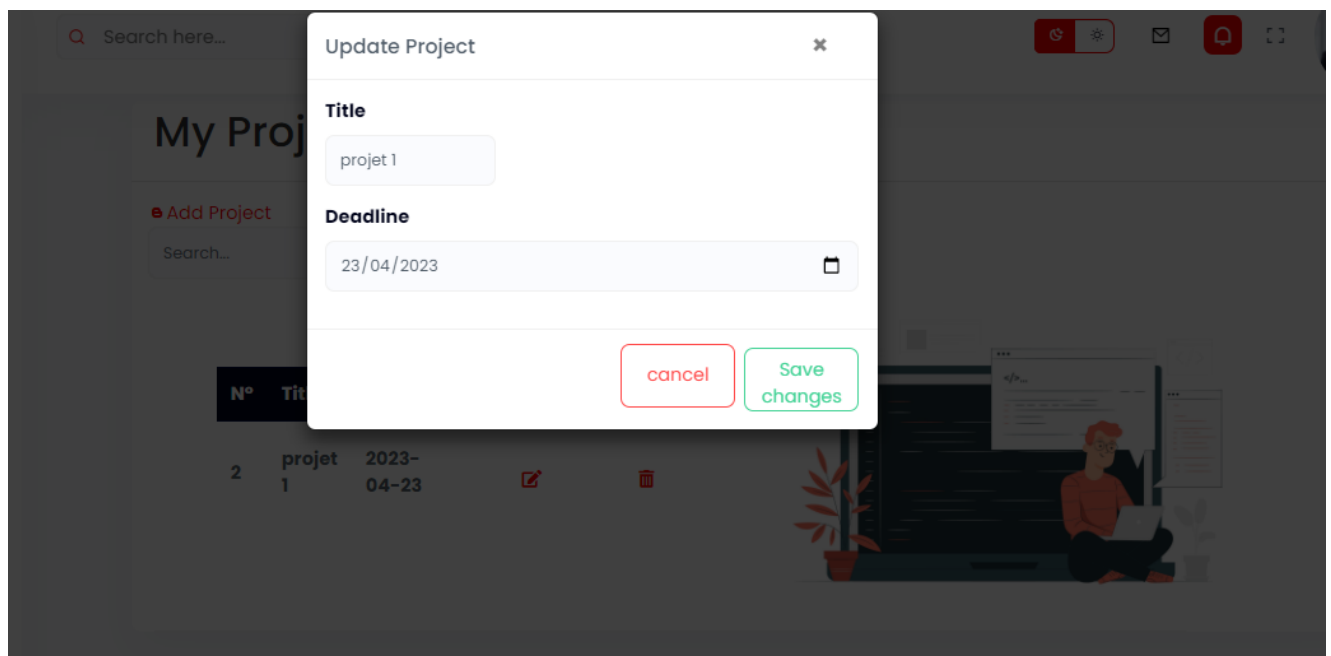 Search here...
Update Project
×
My Proj
Title
projet 1
Add Project
Deadline
Search...
23/04/2023
cancel
Save
changes
N° Tit
</>...
2 projet 2023-
1 04-23